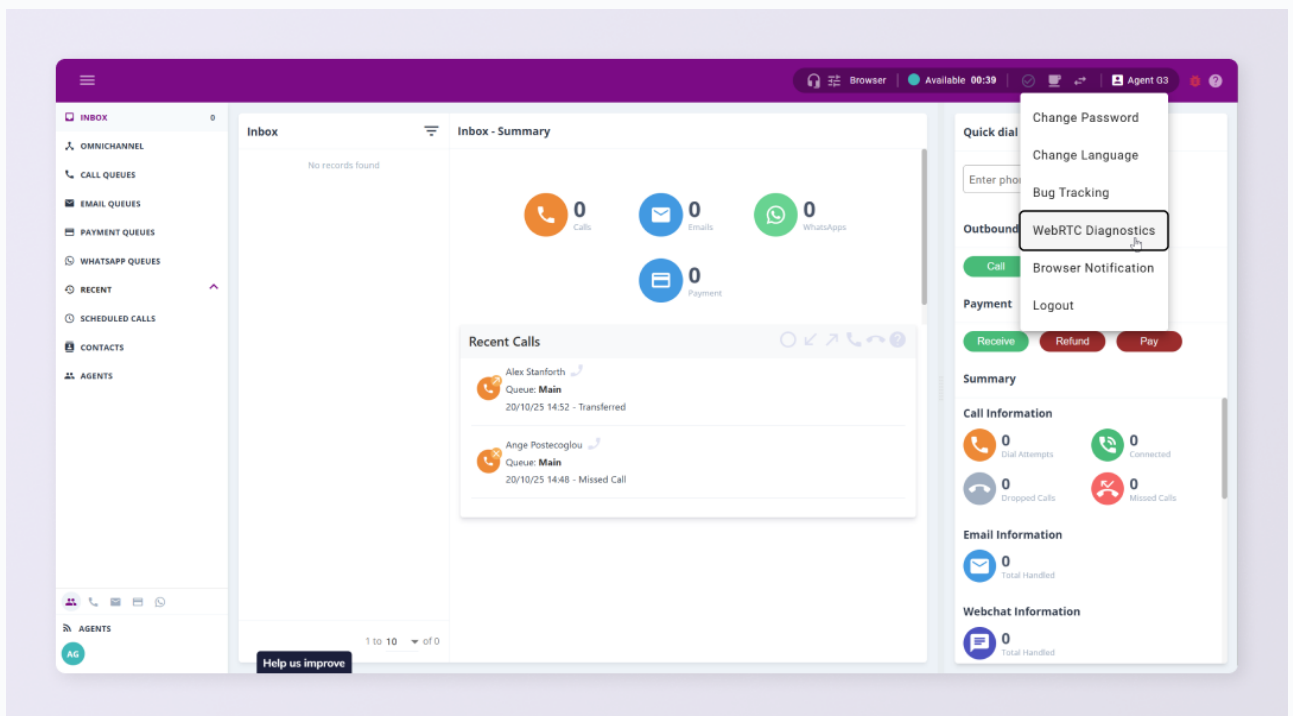 Browser
Available 00:39
Agent G3
INBOX 0
OMNICHANNEL
CALL QUEUES
EMAIL QUEUES
PAYMENT QUEUES
WHATSAPP QUEUES
RECENT
SCHEDULED CALLS
CONTACTS
AGENTS
AGENTS
AG
Inbox
No records found
1 to 10 of 0
Help us improve
Inbox - Summary
0
Calls
0
Emails
0
WhatsApps
0
Payment
Recent Calls
Alex Stanforth
Queue: Main
20/10/25 14:52 - Transferred
Ange Postecoglou
Queue: Main
20/10/25 14:48 - Missed Call
Change Password
Change Language
Bug Tracking
WebRTC Diagnostics
Browser Notification
Logout
Quick dial
Enter pho
Outbound
Call
Payment
Receive Refund Pay
Summary
Call Information
0
Dial Attempts
0
Connected
0
Dropped Calls
0
Missed Calls
Email Information
0
Total Handled
Webchat Information
0
Total Handled